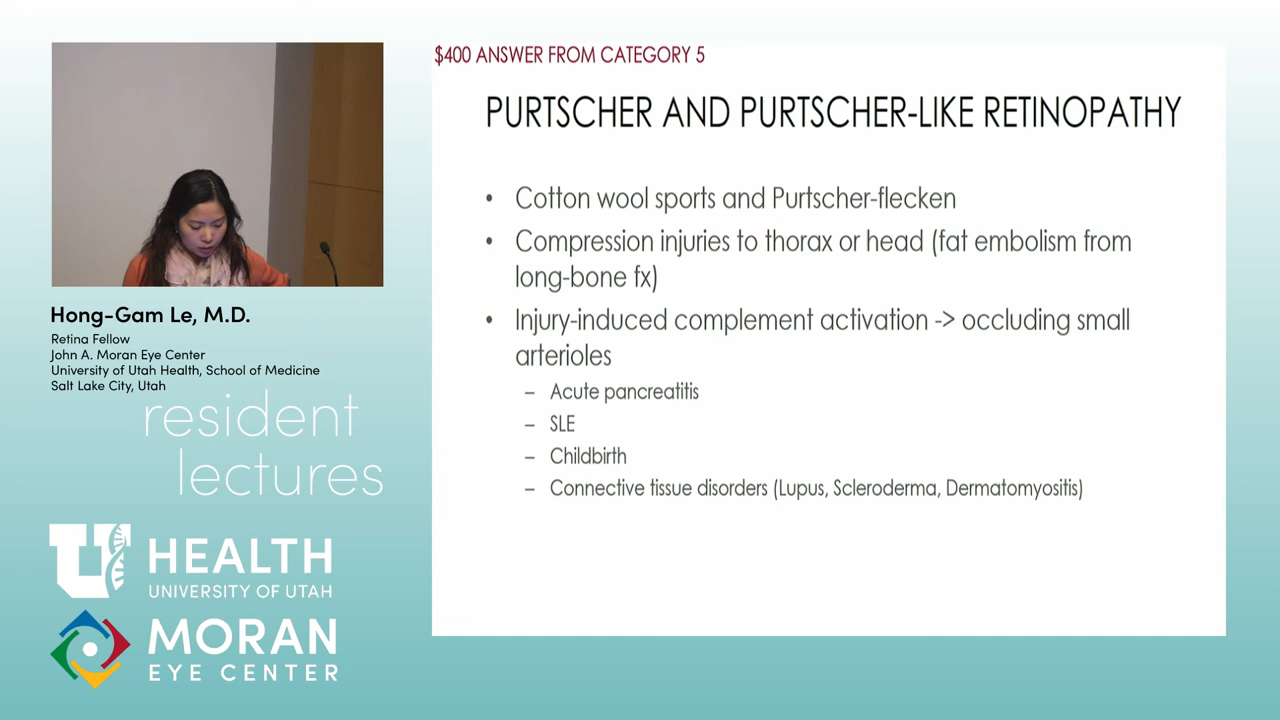 $400 ANSWER FROM CATEGORY 5
PURTSCHER AND PURTSCHER-LIKE RETINOPATHY
• Cotton wool sports and Purtscher-flecken
• Compression injuries to thorax or head (fat embolism from
long-bone fx)
• Injury-induced complement activation -> occluding small
arterioles
– Acute pancreatitis
– SLE
– Childbirth
– Connective tissue disorders (Lupus, Scleroderma, Dermatomyositis)
Hong-Gam Le, M.D.
Retina Fellow
John A. Moran Eye Center
University of Utah Health, School of Medicine
Salt Lake City, Utah
resident
lectures
U HEALTH
UNIVERSITY OF UTAH
MORAN
EYE CENTER